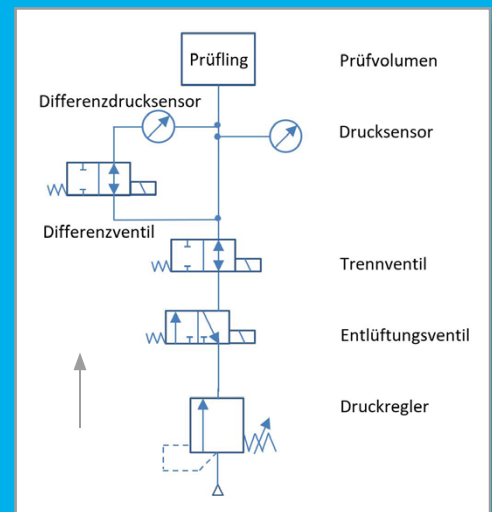 Prüfling
Prüfvolumen
Differenzdrucksensor
Drucksensor
Differenzventil
Trennventil
Entlüftungsventil
Druckregler